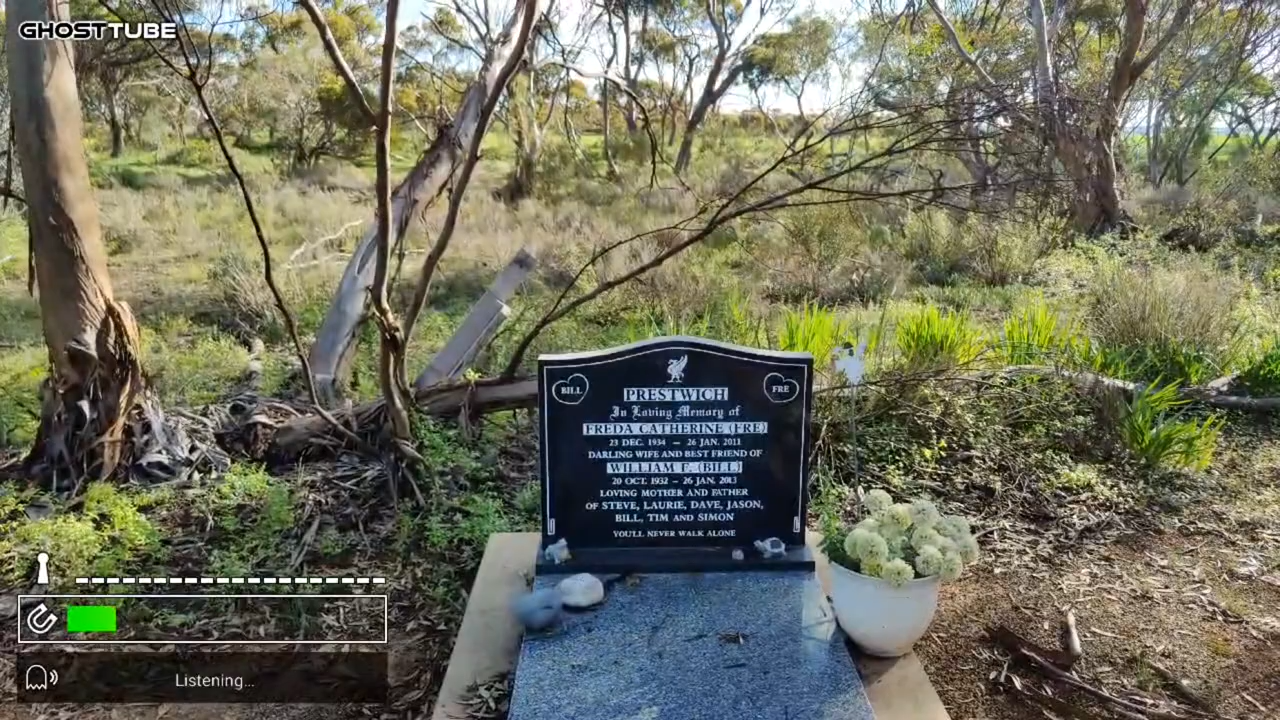 GHOSTTUBE
BILL
FRE
PRESTWICH
In Loving Memory of
FREDA CATHERINE (FRE)
23 DEC. 1934 — 26 JAN. 2011
DARLING WIFE AND BEST FRIEND OF
WILLIAM F. (BILL)
20 OCT. 1932 — 26 JAN. 2013
LOVING MOTHER AND FATHER
OF STEVE, LAURIE, DAVE, JASON,
BILL, TIM AND SIMON
YOU'LL NEVER WALK ALONE
Listening...